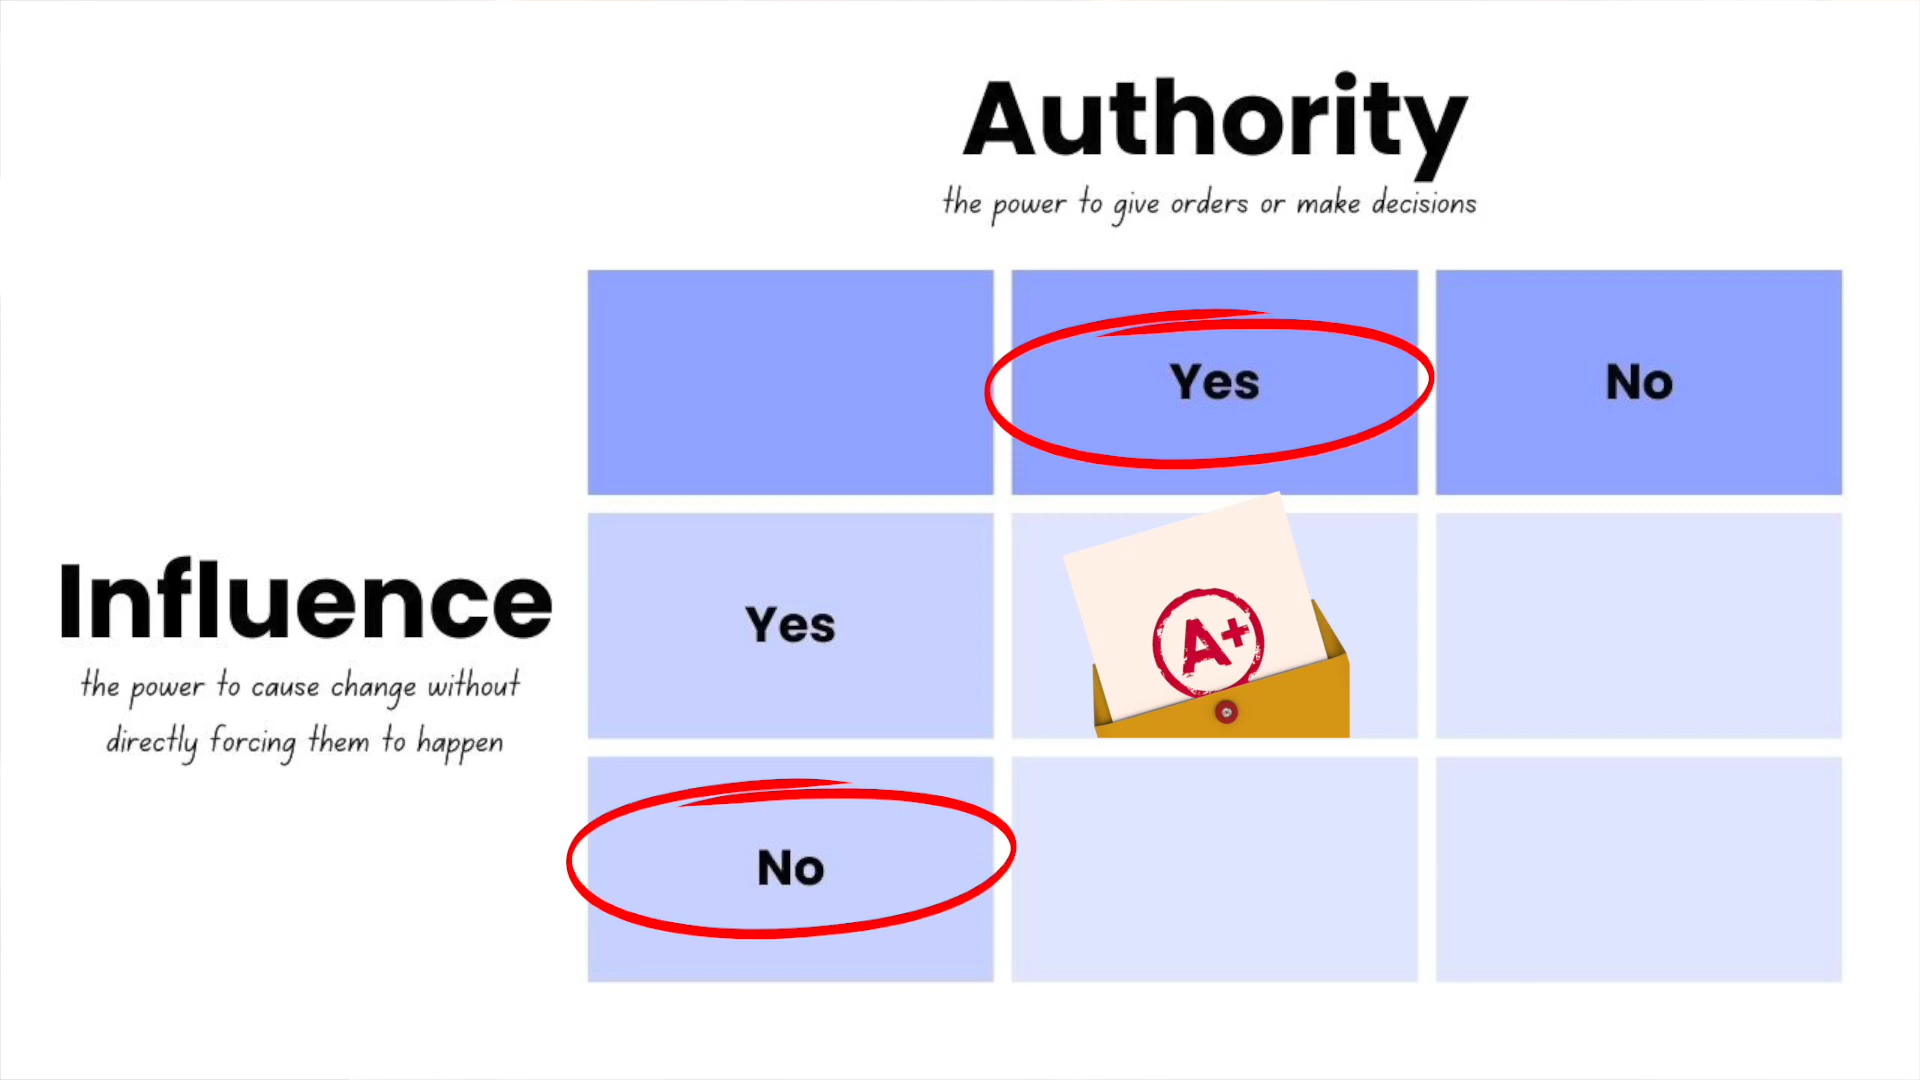 Authority
the power to give orders or make decisions
Yes
No
Influence
the power to cause change without
directly forcing them to happen
Yes
A+
No